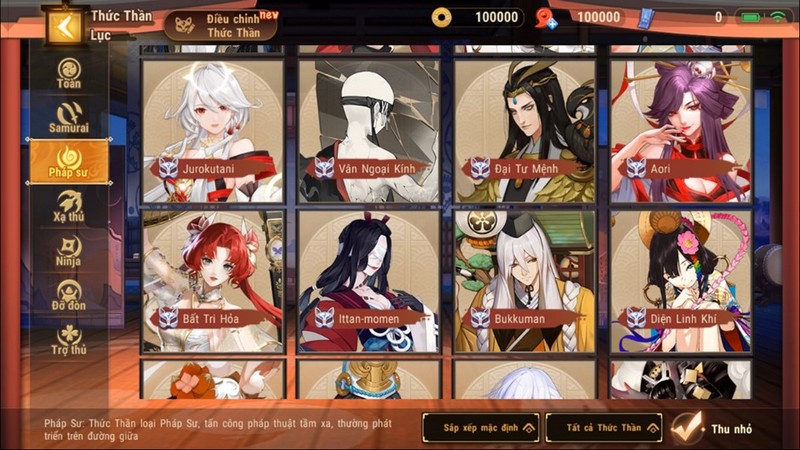 Thức Thần
Lục
Điều chỉnh
Thức Thần
new
100000
100000
0
Toàn
Samurai
Pháp sư
Xạ thủ
Ninja
Đỡ đòn
Trợ thủ
Jurokutani
Vân Ngoại Kính
Đại Tư Mệnh
Aori
Bất Tri Hỏa
Ittan-momen
Bukkuman
Diện Linh Khí
Pháp Sư: Thức Thần loại Pháp Sư, tấn công pháp thuật tầm xa, thường phát
triển trên đường giữa
Sắp xếp mặc định
Tất cả Thức Thần
Thu nhỏ